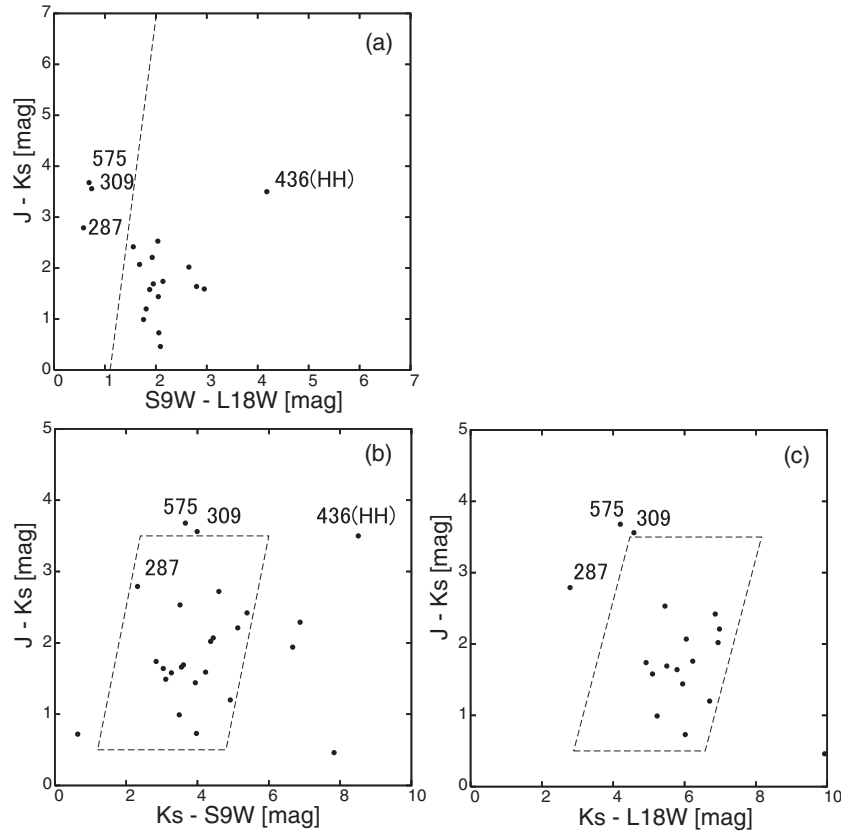 (a)
7
6
5
4
3
2
1
0
J - Ks [mag]
575
309
287
436(HH)
0 1 2 3 4 5 6 7
S9W - L18W [mag]
(b)
5
4
3
2
1
0
J - Ks [mag]
575
309
436(HH)
287
0 2 4 6 8 10
Ks - S9W [mag]
(c)
5
4
3
2
1
0
J - Ks [mag]
575
309
287
0 2 4 6 8 10
Ks - L18W [mag]